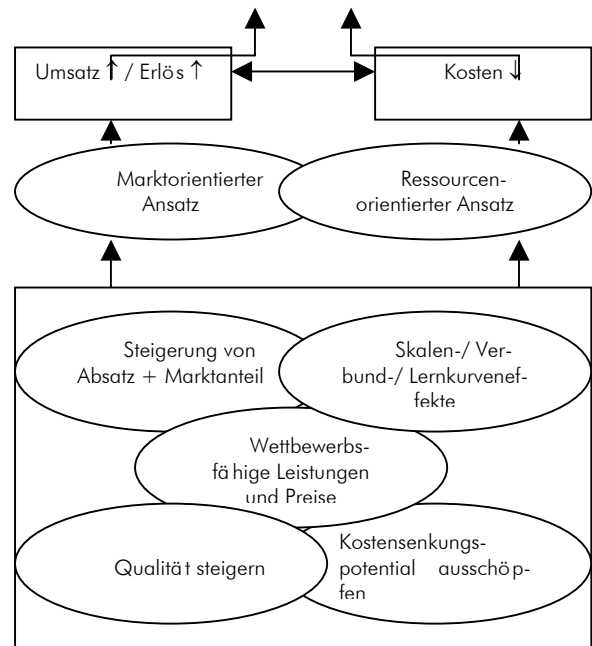 Umsatz ↑ / Erlös ↑
Kosten ↓
Marktorientierter
Ansatz
Ressourcen-
orientierter Ansatz
Steigerung von
Absatz + Marktanteil
Skalen-/ Ver-
bund-/ Lernkurvenef-
fekte
Wettbewerbs-
fähige Leistungen
und Preise
Qualität steigern
Kostensenkungs-
potential ausschöp-
fen